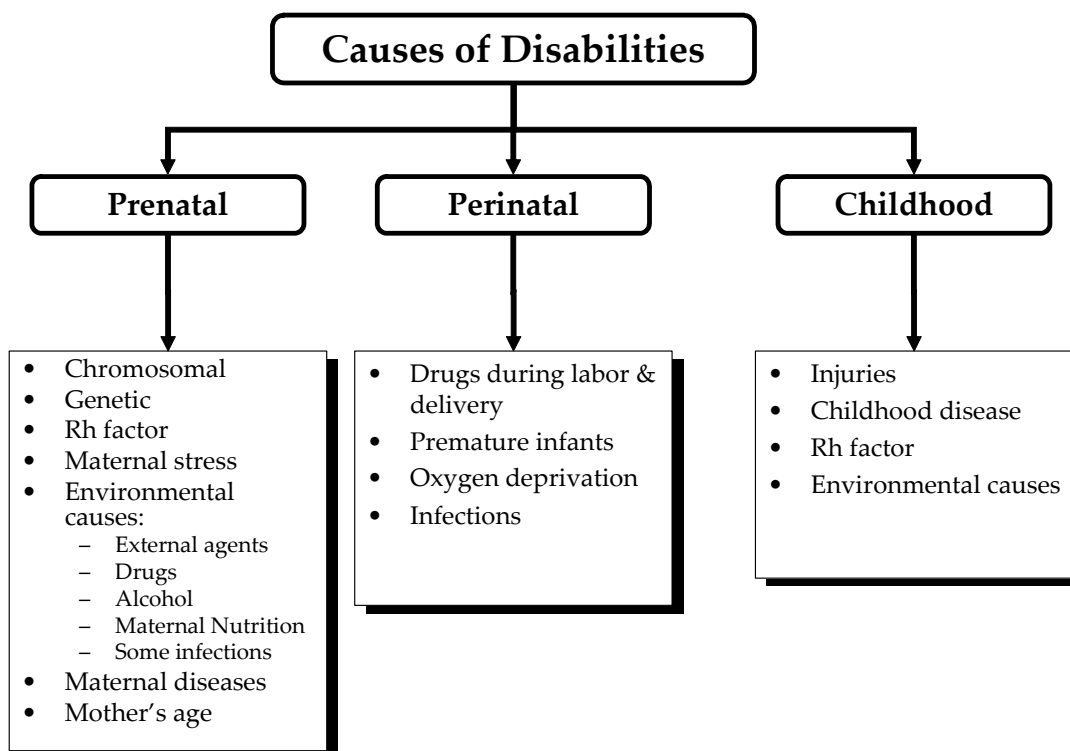 Causes of Disabilities
Prenatal
Perinatal
Childhood
• Chromosomal
• Genetic
• Rh factor
• Maternal stress
• Environmental
causes:
– External agents
– Drugs
– Alcohol
– Maternal Nutrition
– Some infections
• Maternal diseases
• Mother’s age
• Drugs during labor &
delivery
• Premature infants
• Oxygen deprivation
• Infections
• Injuries
• Childhood disease
• Rh factor
• Environmental causes